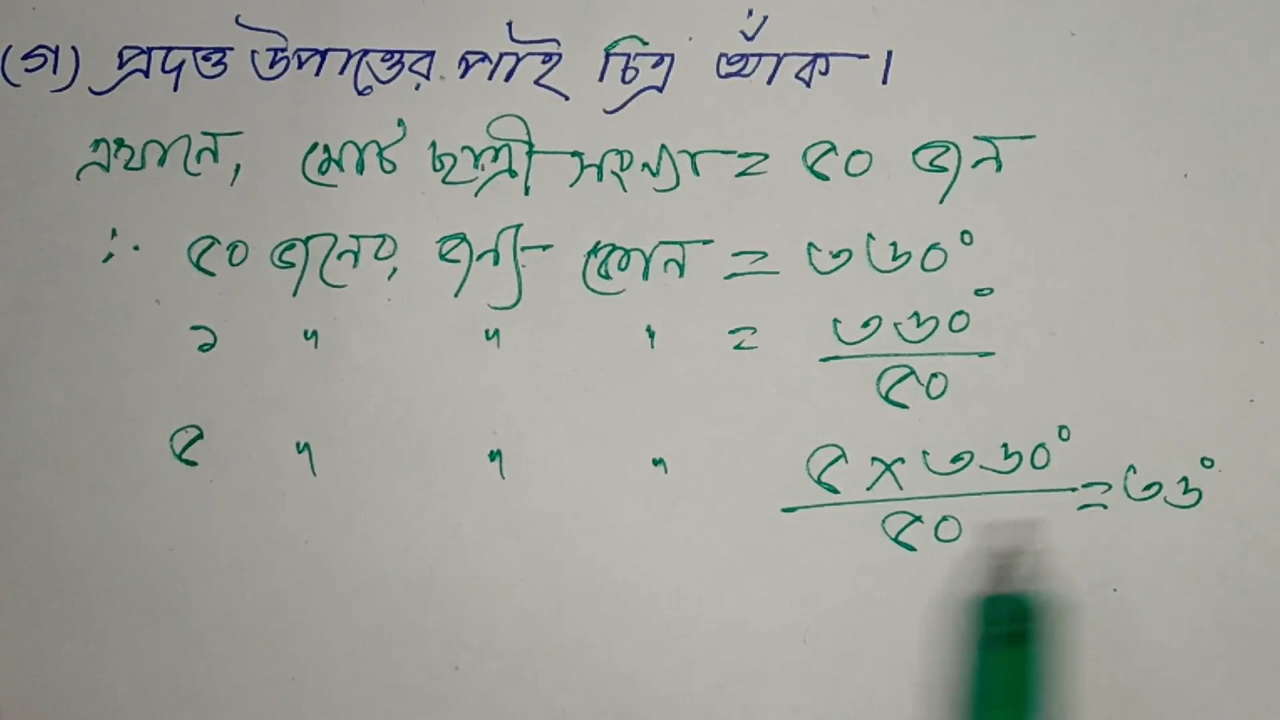 (গ) প্রদত্ত উপাত্তের পাই চিত্র আঁক ।
এখানে, মোট ছাত্রী সংখ্যা = ৫০ জন
∴ ৫০ জনের, জন্য কোন = ৩৬০°
১ " " " = ৩৬০°/৫০
৫ " " " ৫×৩৬০°/৫০ = ৩৬°